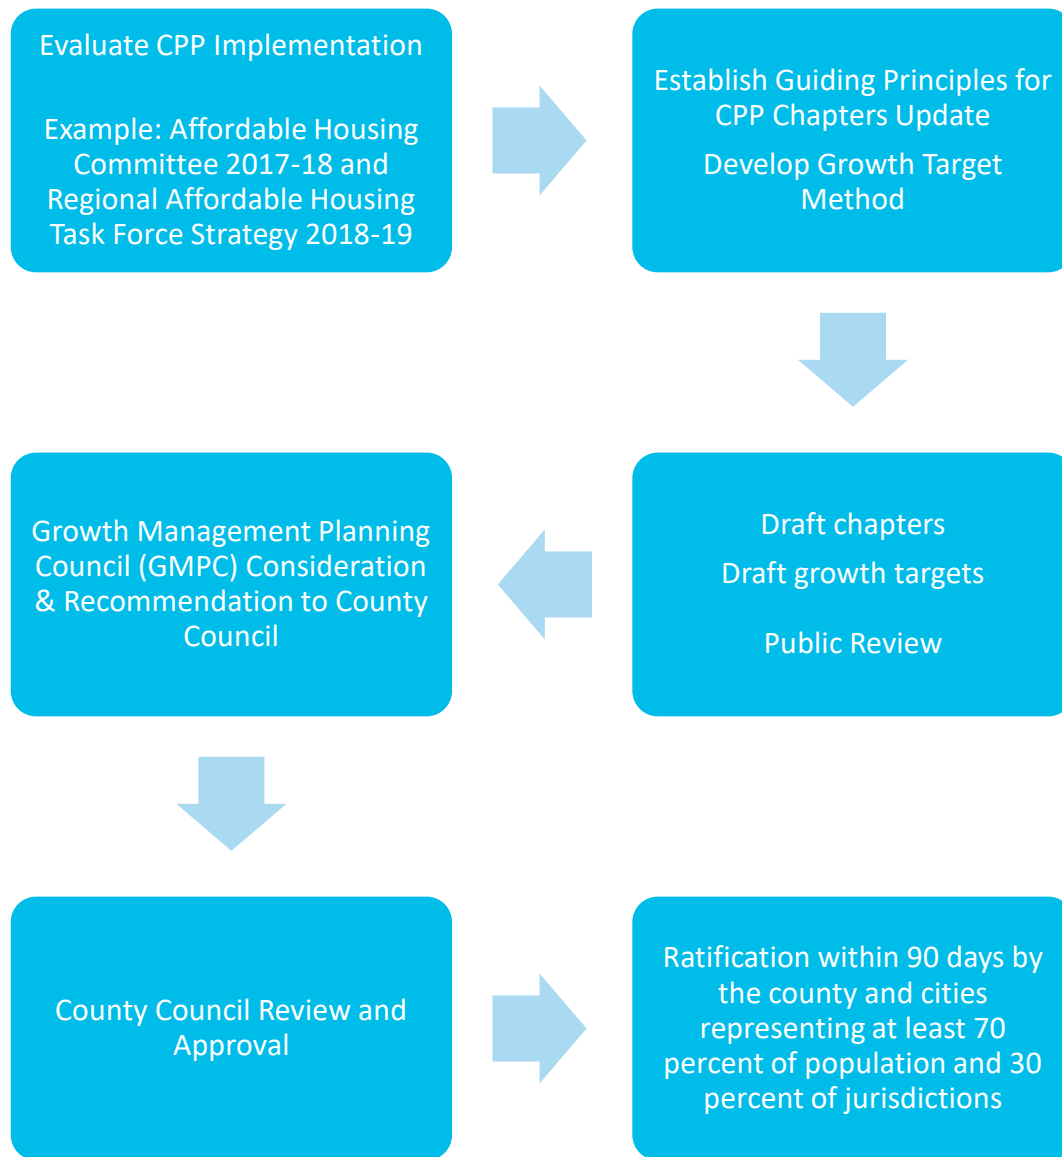 Evaluate CPP Implementation
Example: Affordable Housing
Committee 2017-18 and
Regional Affordable Housing
Task Force Strategy 2018-19
Establish Guiding Principles for
CPP Chapters Update
Develop Growth Target
Method
Draft chapters
Draft growth targets
Public Review
Growth Management Planning
Council (GMPC) Consideration
& Recommendation to County
Council
County Council Review and
Approval
Ratification within 90 days by
the county and cities
representing at least 70
percent of population and 30
percent of jurisdictions